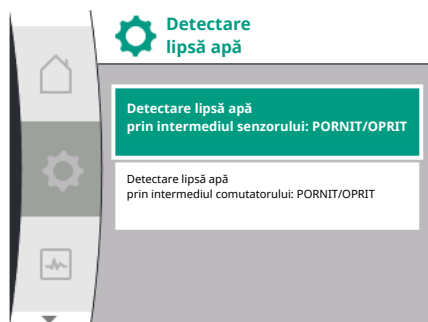 Detectare
lipsă apă
Detectare lipsă apă
prin intermediul senzorului: PORNIT/OPRIT
Detectare lipsă apă
prin intermediul comutatorului: PORNIT/OPRIT